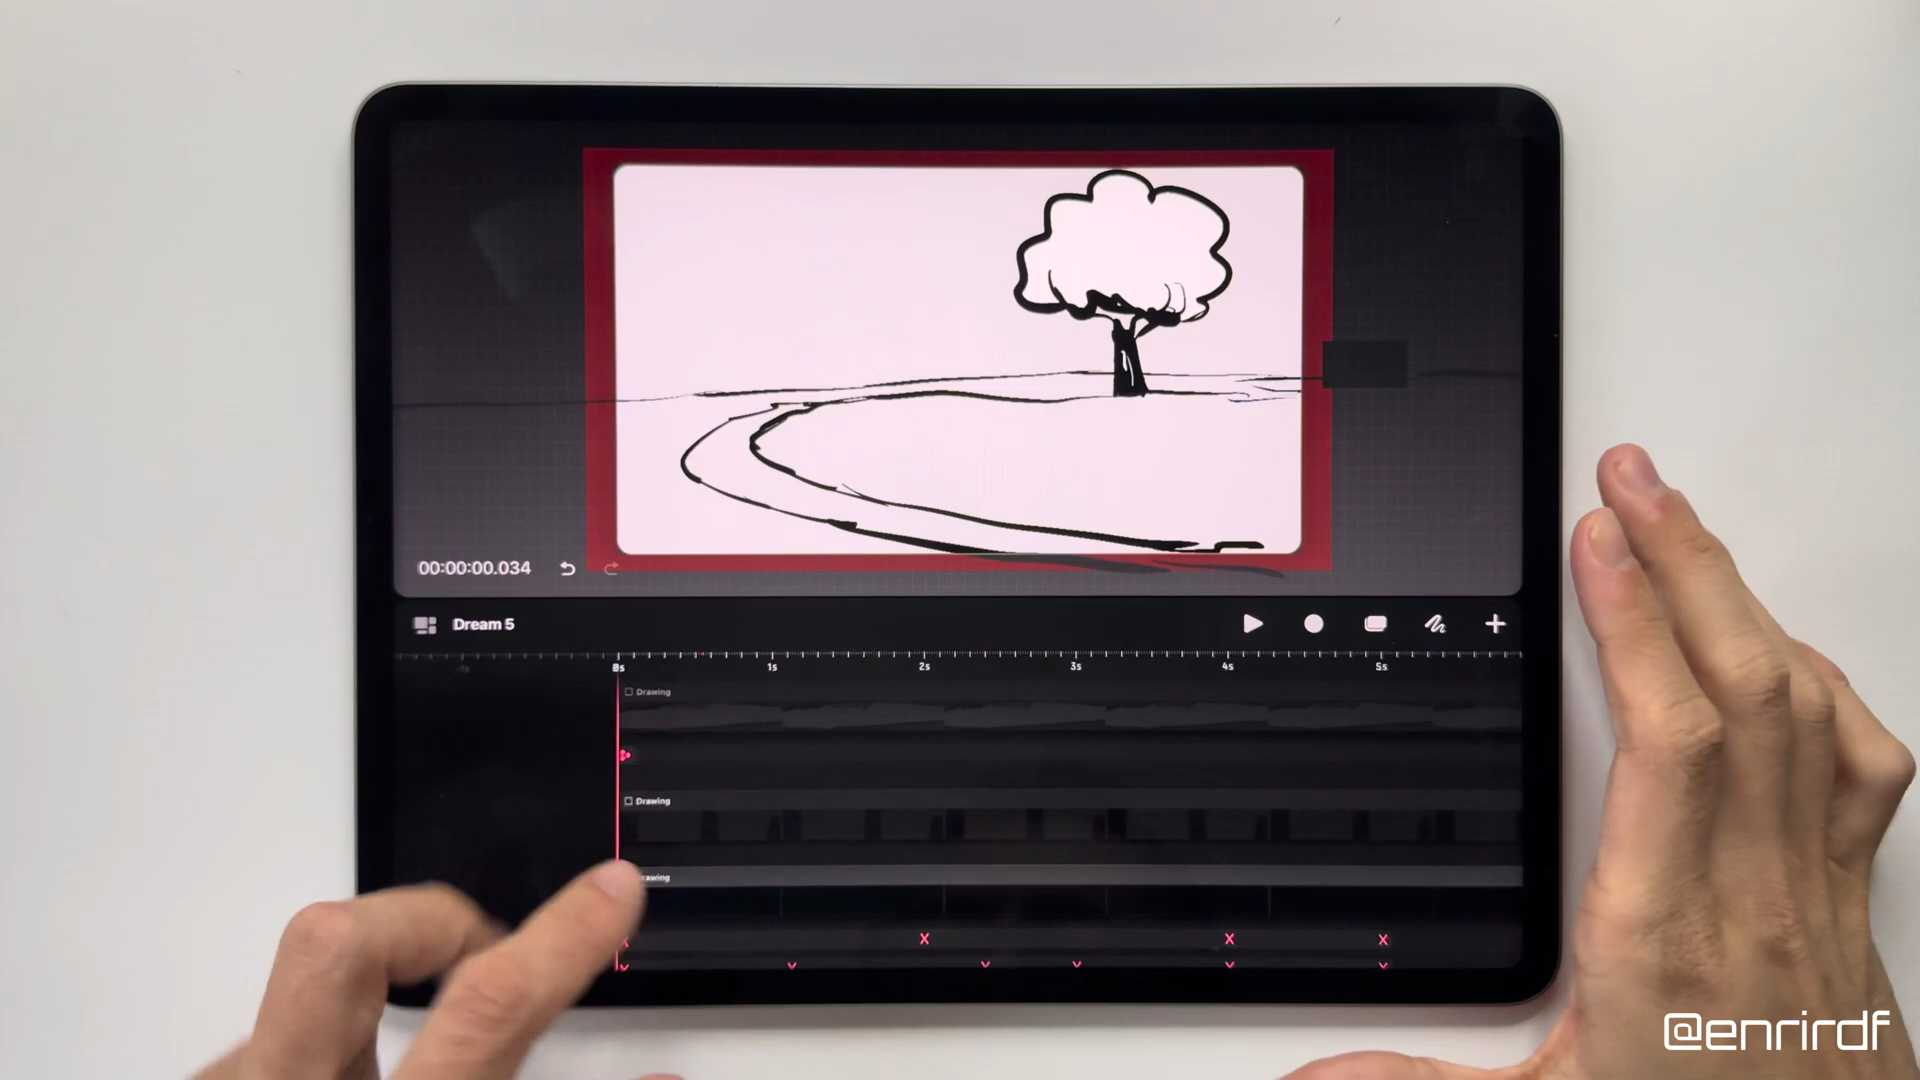 00:00:00.034
Dream 5
0s 1s 2s 3s 4s 5s
Drawing
Drawing
@enrirdf